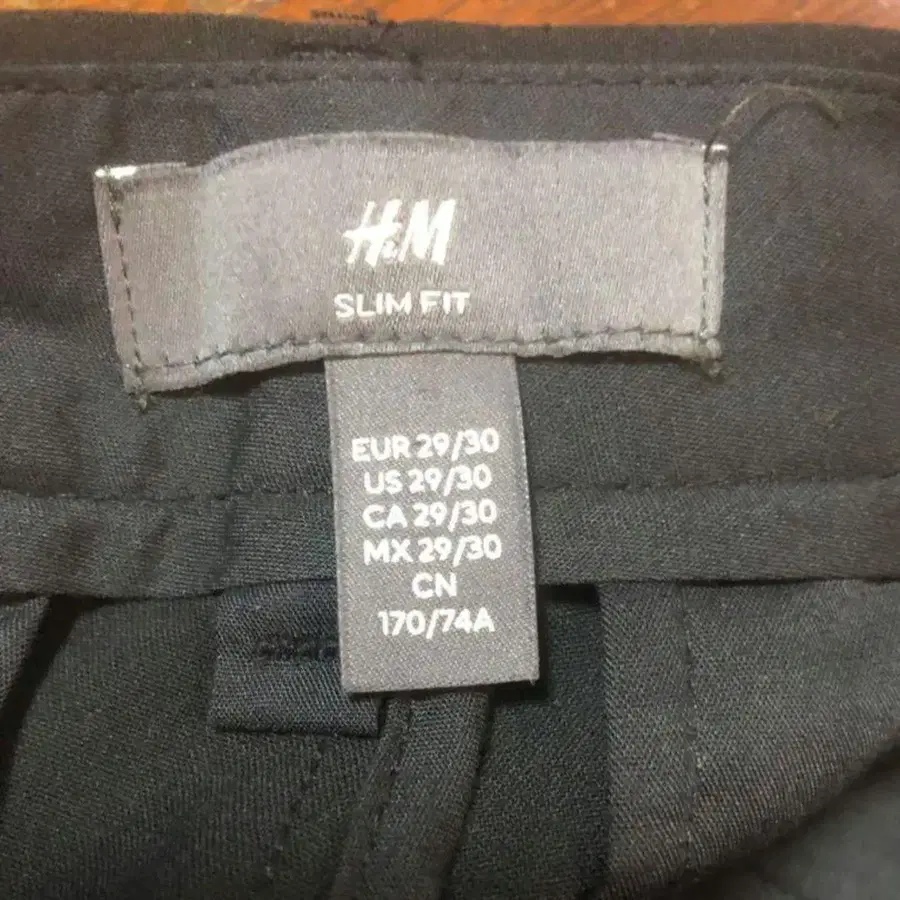 H&M
SLIM FIT
EUR 29/30
US 29/30
CA 29/30
MX 29/30
CN
170/74A